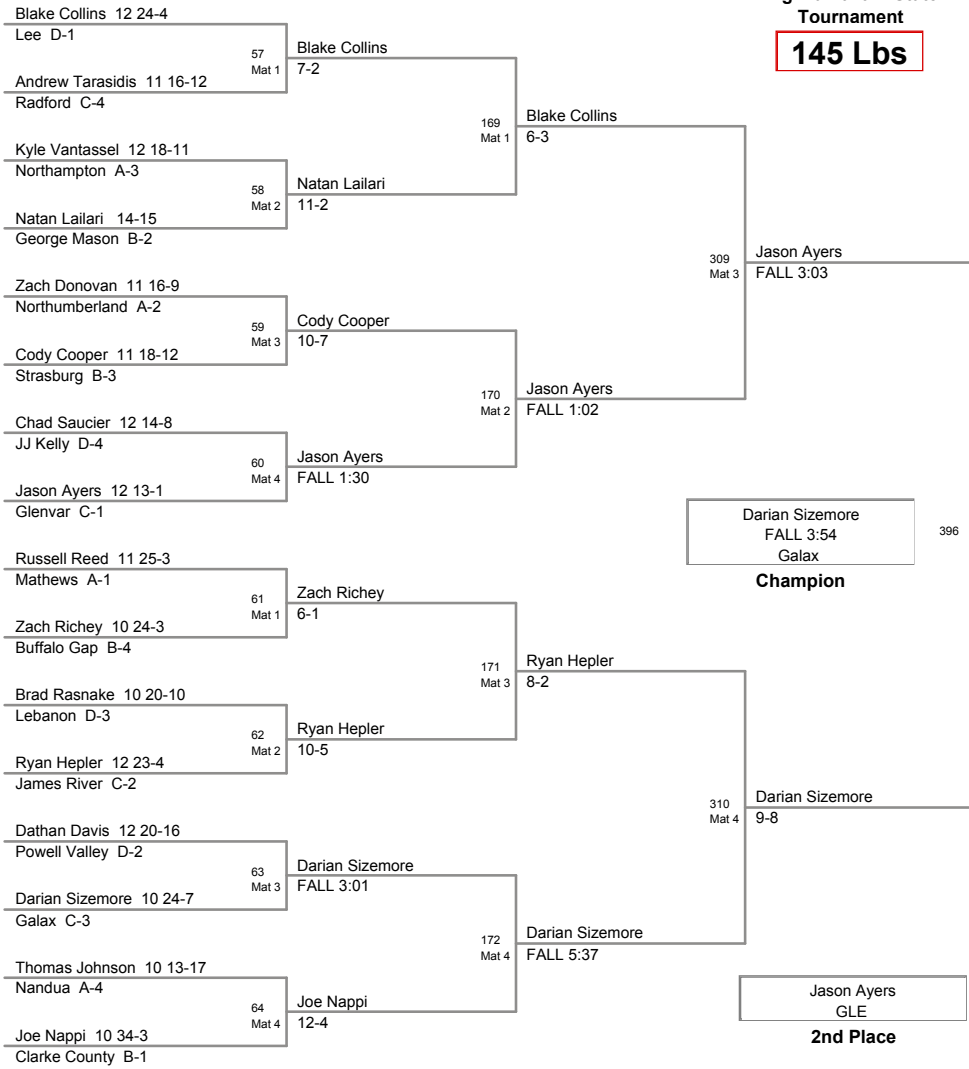 Tournament
145 Lbs
Blake Collins 12 24-4
Lee D-1
57
Mat 1
Blake Collins
7-2
Andrew Tarasidis 11 16-12
Radford C-4
169
Mat 1
Blake Collins
6-3
Kyle Vantassel 12 18-11
Northampton A-3
58
Mat 2
Natan Lailari
11-2
Natan Lailari 14-15
George Mason B-2
309
Mat 3
Jason Ayers
FALL 3:03
Zach Donovan 11 16-9
Northumberland A-2
59
Mat 3
Cody Cooper
10-7
Cody Cooper 11 18-12
Strasburg B-3
170
Mat 2
Jason Ayers
FALL 1:02
Chad Saucier 12 14-8
JJ Kelly D-4
60
Mat 4
Jason Ayers
FALL 1:30
Jason Ayers 12 13-1
Glenvar C-1
Darian Sizemore
FALL 3:54
Galax
396
Champion
Russell Reed 11 25-3
Mathews A-1
61
Mat 1
Zach Richey
6-1
Zach Richey 10 24-3
Buffalo Gap B-4
171
Mat 3
Ryan Hepler
8-2
Brad Rasnake 10 20-10
Lebanon D-3
62
Mat 2
Ryan Hepler
10-5
Ryan Hepler 12 23-4
James River C-2
310
Mat 4
Darian Sizemore
9-8
Dathan Davis 12 20-16
Powell Valley D-2
63
Mat 3
Darian Sizemore
FALL 3:01
Darian Sizemore 10 24-7
Galax C-3
172
Mat 4
Darian Sizemore
FALL 5:37
Thomas Johnson 10 13-17
Nandua A-4
64
Mat 4
Joe Nappi
12-4
Joe Nappi 10 34-3
Clarke County B-1
Jason Ayers
GLE
2nd Place